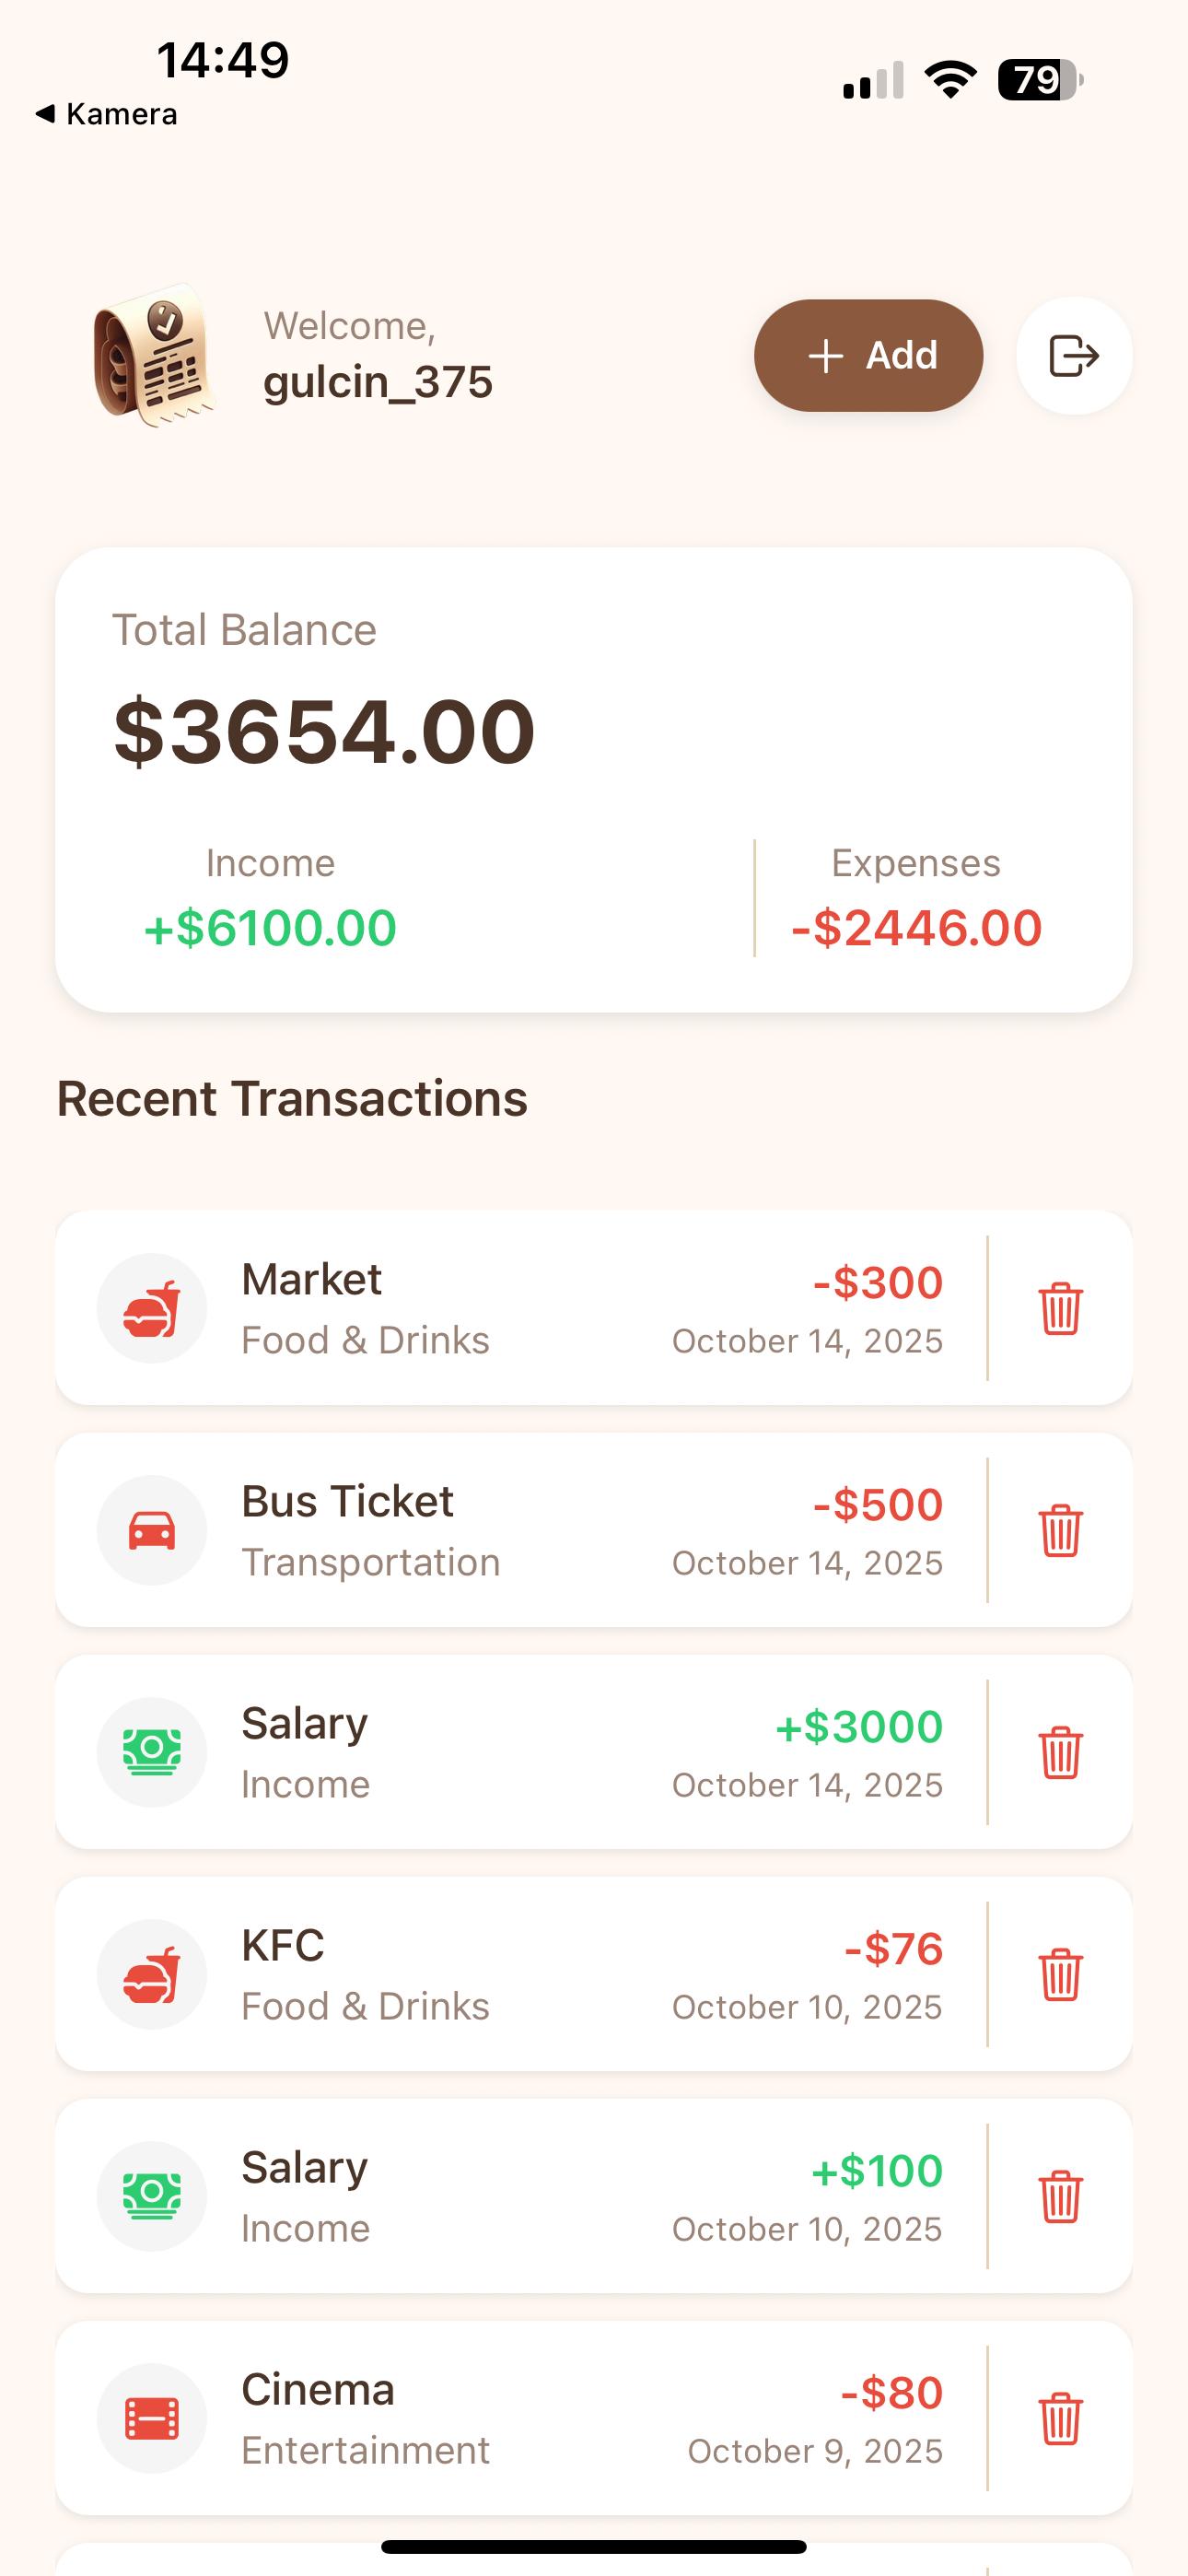 14:49
79
◀ Kamera
Welcome,
gulcin_375
+ Add
Total Balance
$3654.00
Income
Expenses
+$6100.00
-$2446.00
Recent Transactions
Market
-$300
Food & Drinks
October 14, 2025
Bus Ticket
-$500
Transportation
October 14, 2025
Salary
+$3000
Income
October 14, 2025
KFC
-$76
Food & Drinks
October 10, 2025
Salary
+$100
Income
October 10, 2025
Cinema
-$80
Entertainment
October 9, 2025